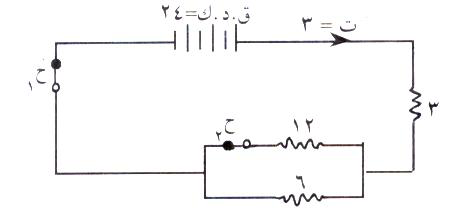 ق.د.ك=٢٤
ت = ٣
ح١
٣
ح٢
١٢
٦